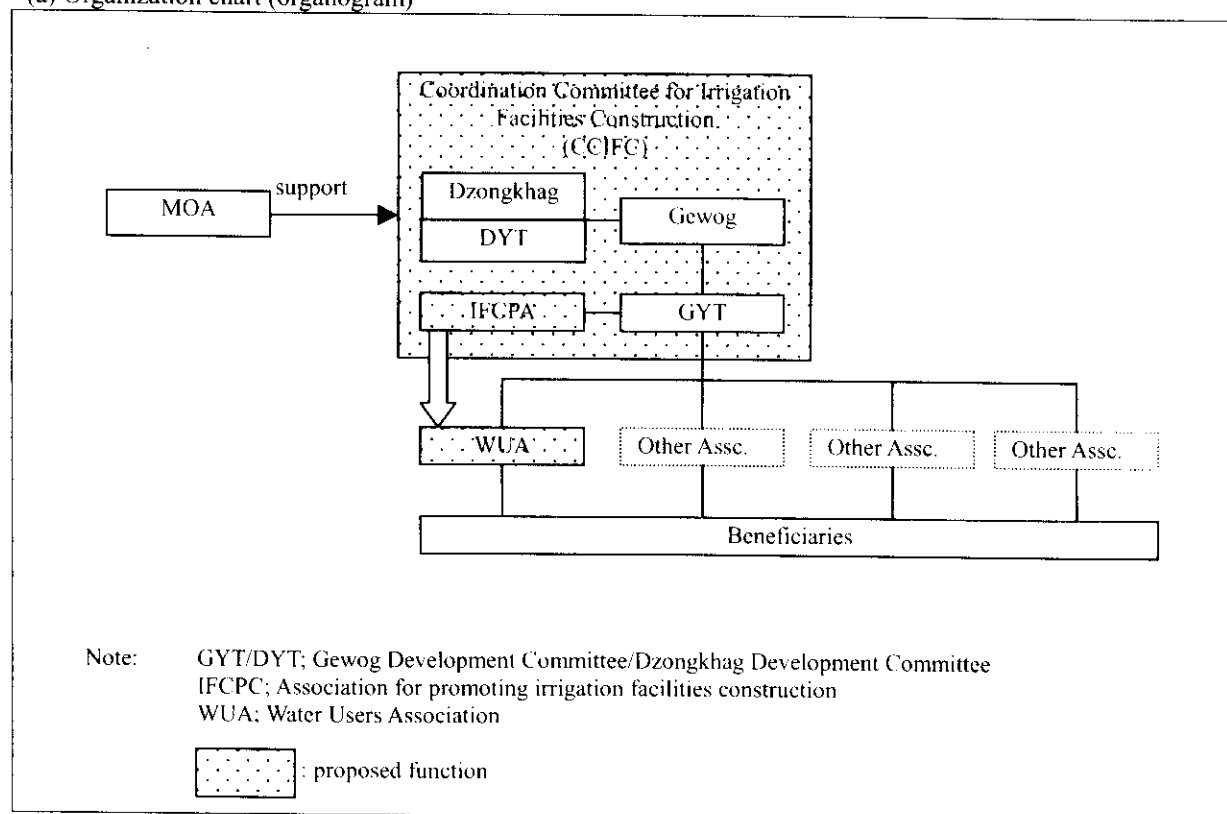 (a) Organization chart (organogram)
Coordination Committee for Irrigation
Facilities Construction
(CCIFC)
support
MOA
Dzongkhag
DYT
Gewog
IFCPA
GYT
WUA
Other Assc.
Other Assc.
Other Assc.
Beneficiaries
Note:
GYT/DYT; Gewog Development Committee/Dzongkhag Development Committee
IFCPC; Association for promoting irrigation facilities construction
WUA; Water Users Association
: proposed function